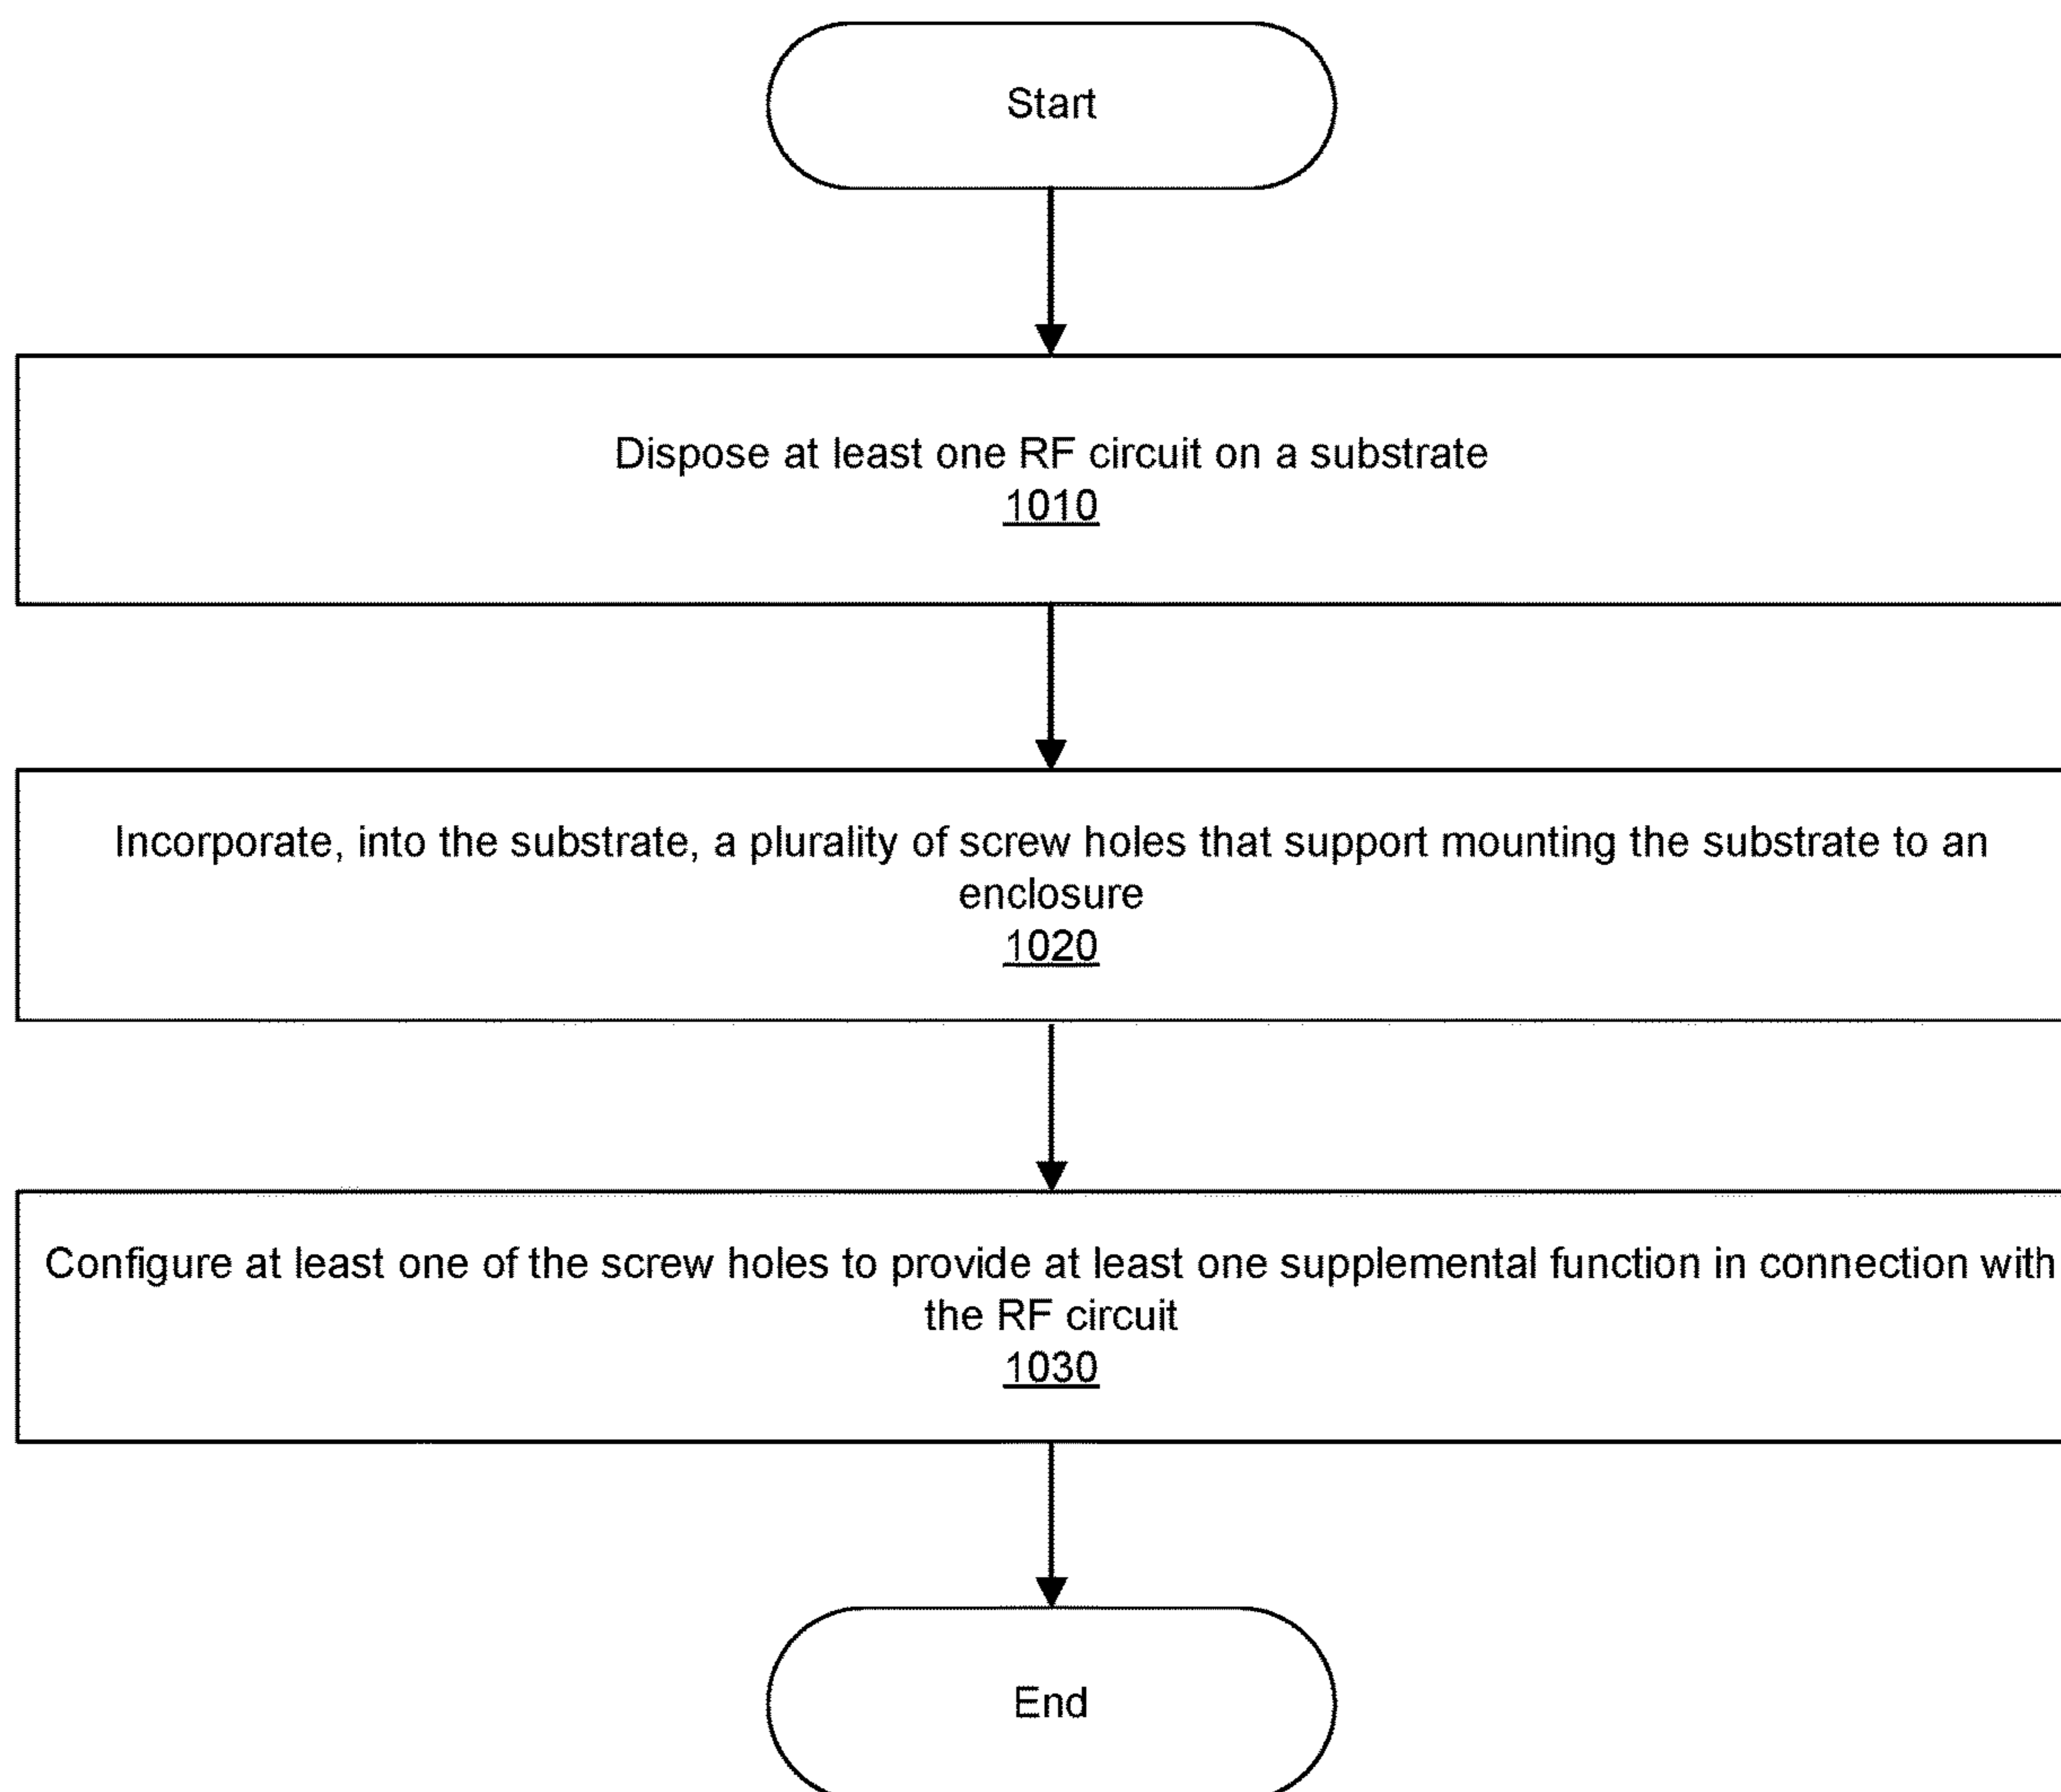 Start
Dispose at least one RF circuit on a substrate
1010
Incorporate, into the substrate, a plurality of screw holes that support mounting the substrate to an
enclosure
1020
Configure at least one of the screw holes to provide at least one supplemental function in connection with
the RF circuit
1030
End